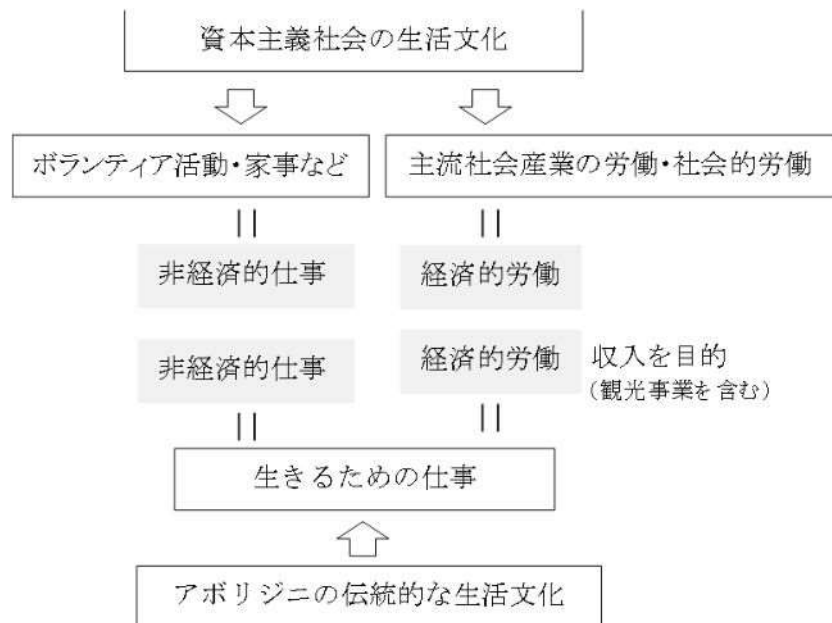 資本主義社会の生活文化
ボランティア活動・家事など
主流社会産業の労働・社会的労働
非経済的仕事
経済的労働
非経済的仕事
経済的労働
収入を目的
(観光事業を含む)
生きるための仕事
アボリジニの伝統的な生活文化